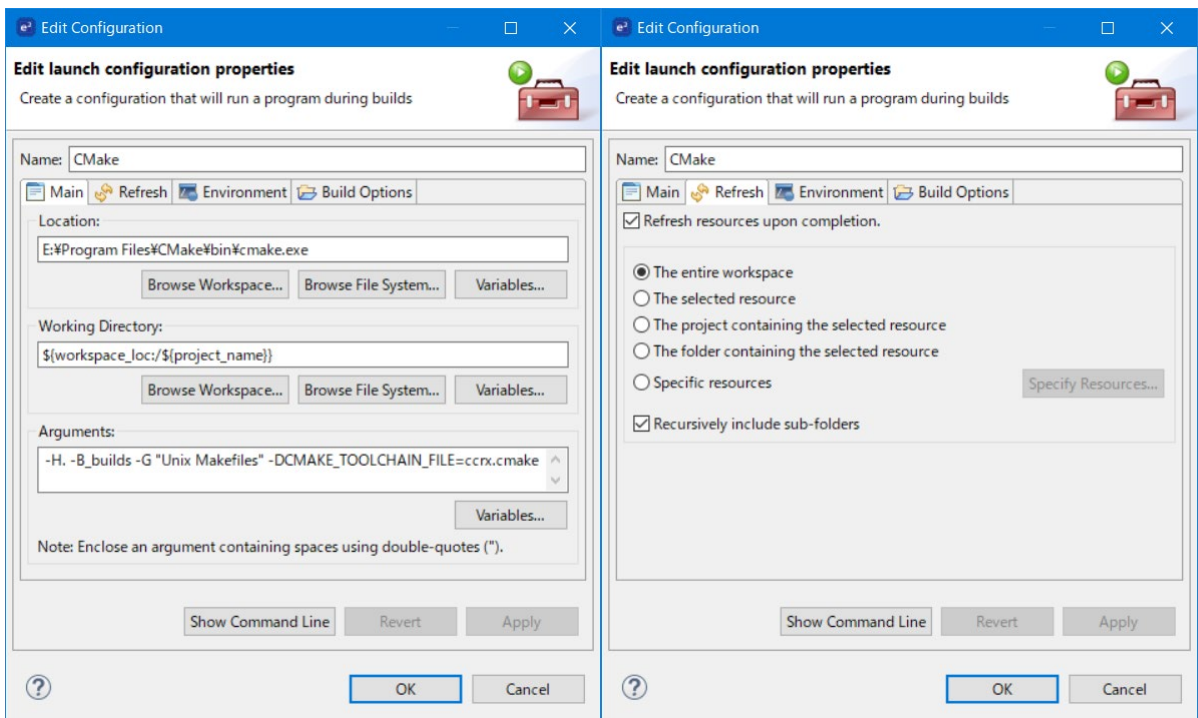 e² Edit Configuration
Edit launch configuration properties
Create a configuration that will run a program during builds
Name: CMake
Main Refresh Environment Build Options
Location:
E:¥Program Files¥CMake¥bin¥cmake.exe
Browse Workspace... Browse File System... Variables...
Working Directory:
${workspace_loc:/${project_name}}
Browse Workspace... Browse File System... Variables...
Arguments:
-H. -B_builds -G "Unix Makefiles" -DCMAKE_TOOLCHAIN_FILE=ccrx.cmake
Variables...
Note: Enclose an argument containing spaces using double-quotes (").
Show Command Line Revert Apply
? OK Cancel
e² Edit Configuration
Edit launch configuration properties
Create a configuration that will run a program during builds
Name: CMake
Main Refresh Environment Build Options
Refresh resources upon completion.
The entire workspace
The selected resource
The project containing the selected resource
The folder containing the selected resource
Specific resources Specify Resources...
Recursively include sub-folders
Show Command Line Revert Apply
? OK Cancel